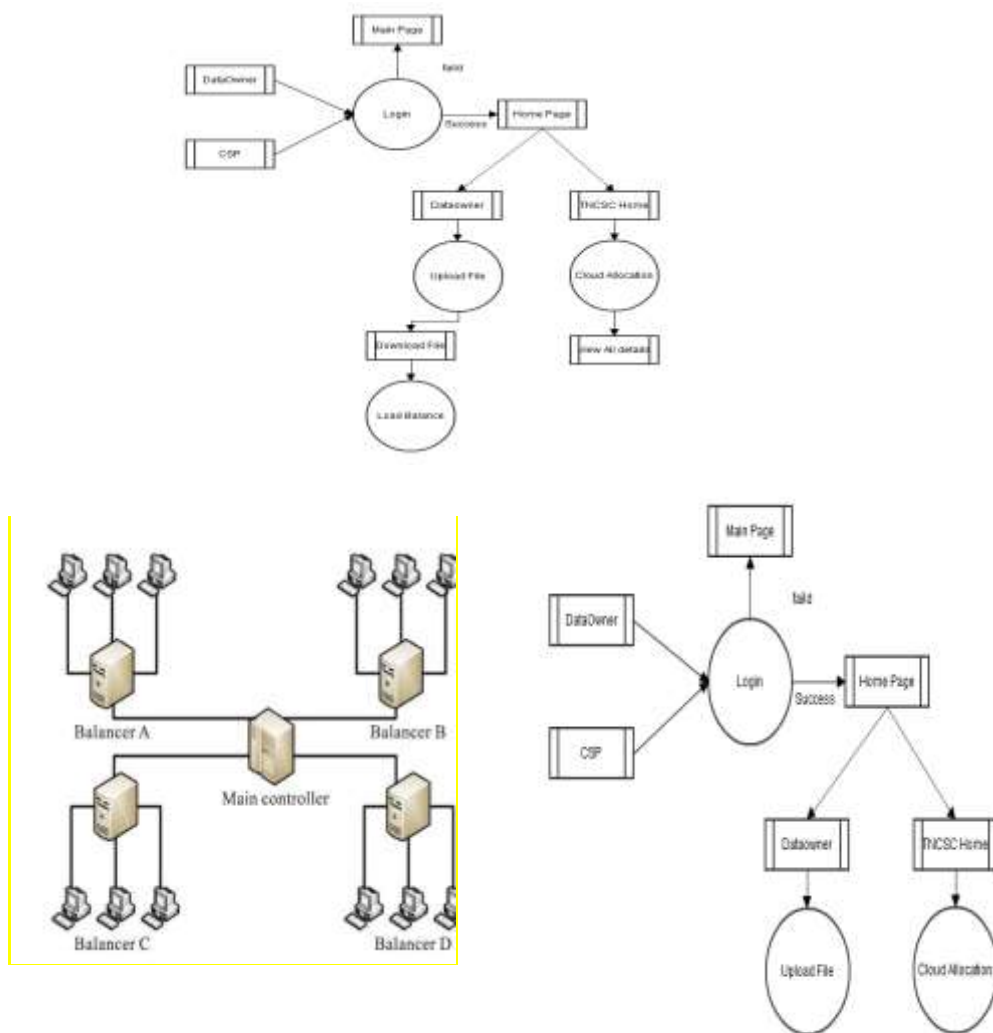 Main Page
faild
DataOwner
Login
Success
Home Page
CSP
Dataowner
TNCSC Home
Upload File
Cloud Allocation
Download File
View All details
Load Balance
Balancer A
Balancer B
Main controller
Balancer C
Balancer D
Main Page
faild
DataOwner
Login
Success
Home Page
CSP
Dataowner
TNCSC Home
Upload File
Cloud Allocation